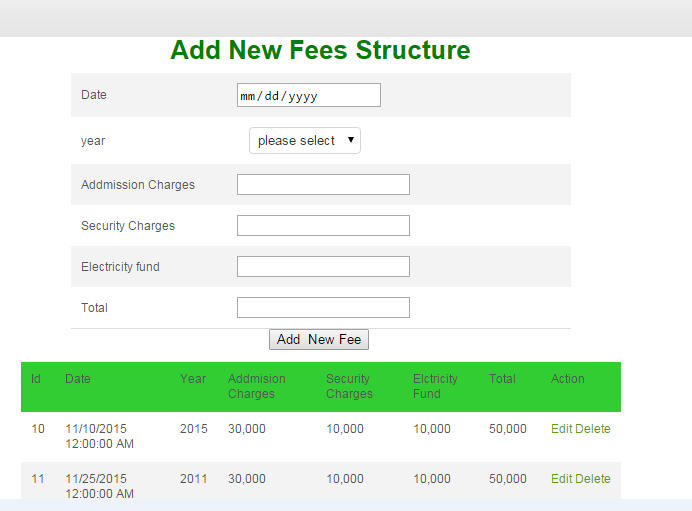 Add New Fees Structure
Date mm/dd/yyyy
year please select
Addmission Charges
Security Charges
Electricity fund
Total
Add New Fee
Id Date Year Addmision Security Elctricity Total Action
Charges Charges Fund
10 11/10/2015 2015 30,000 10,000 10,000 50,000 Edit Delete
12:00:00 AM
11 11/25/2015 2011 30,000 10,000 10,000 50,000 Edit Delete
12:00:00 AM